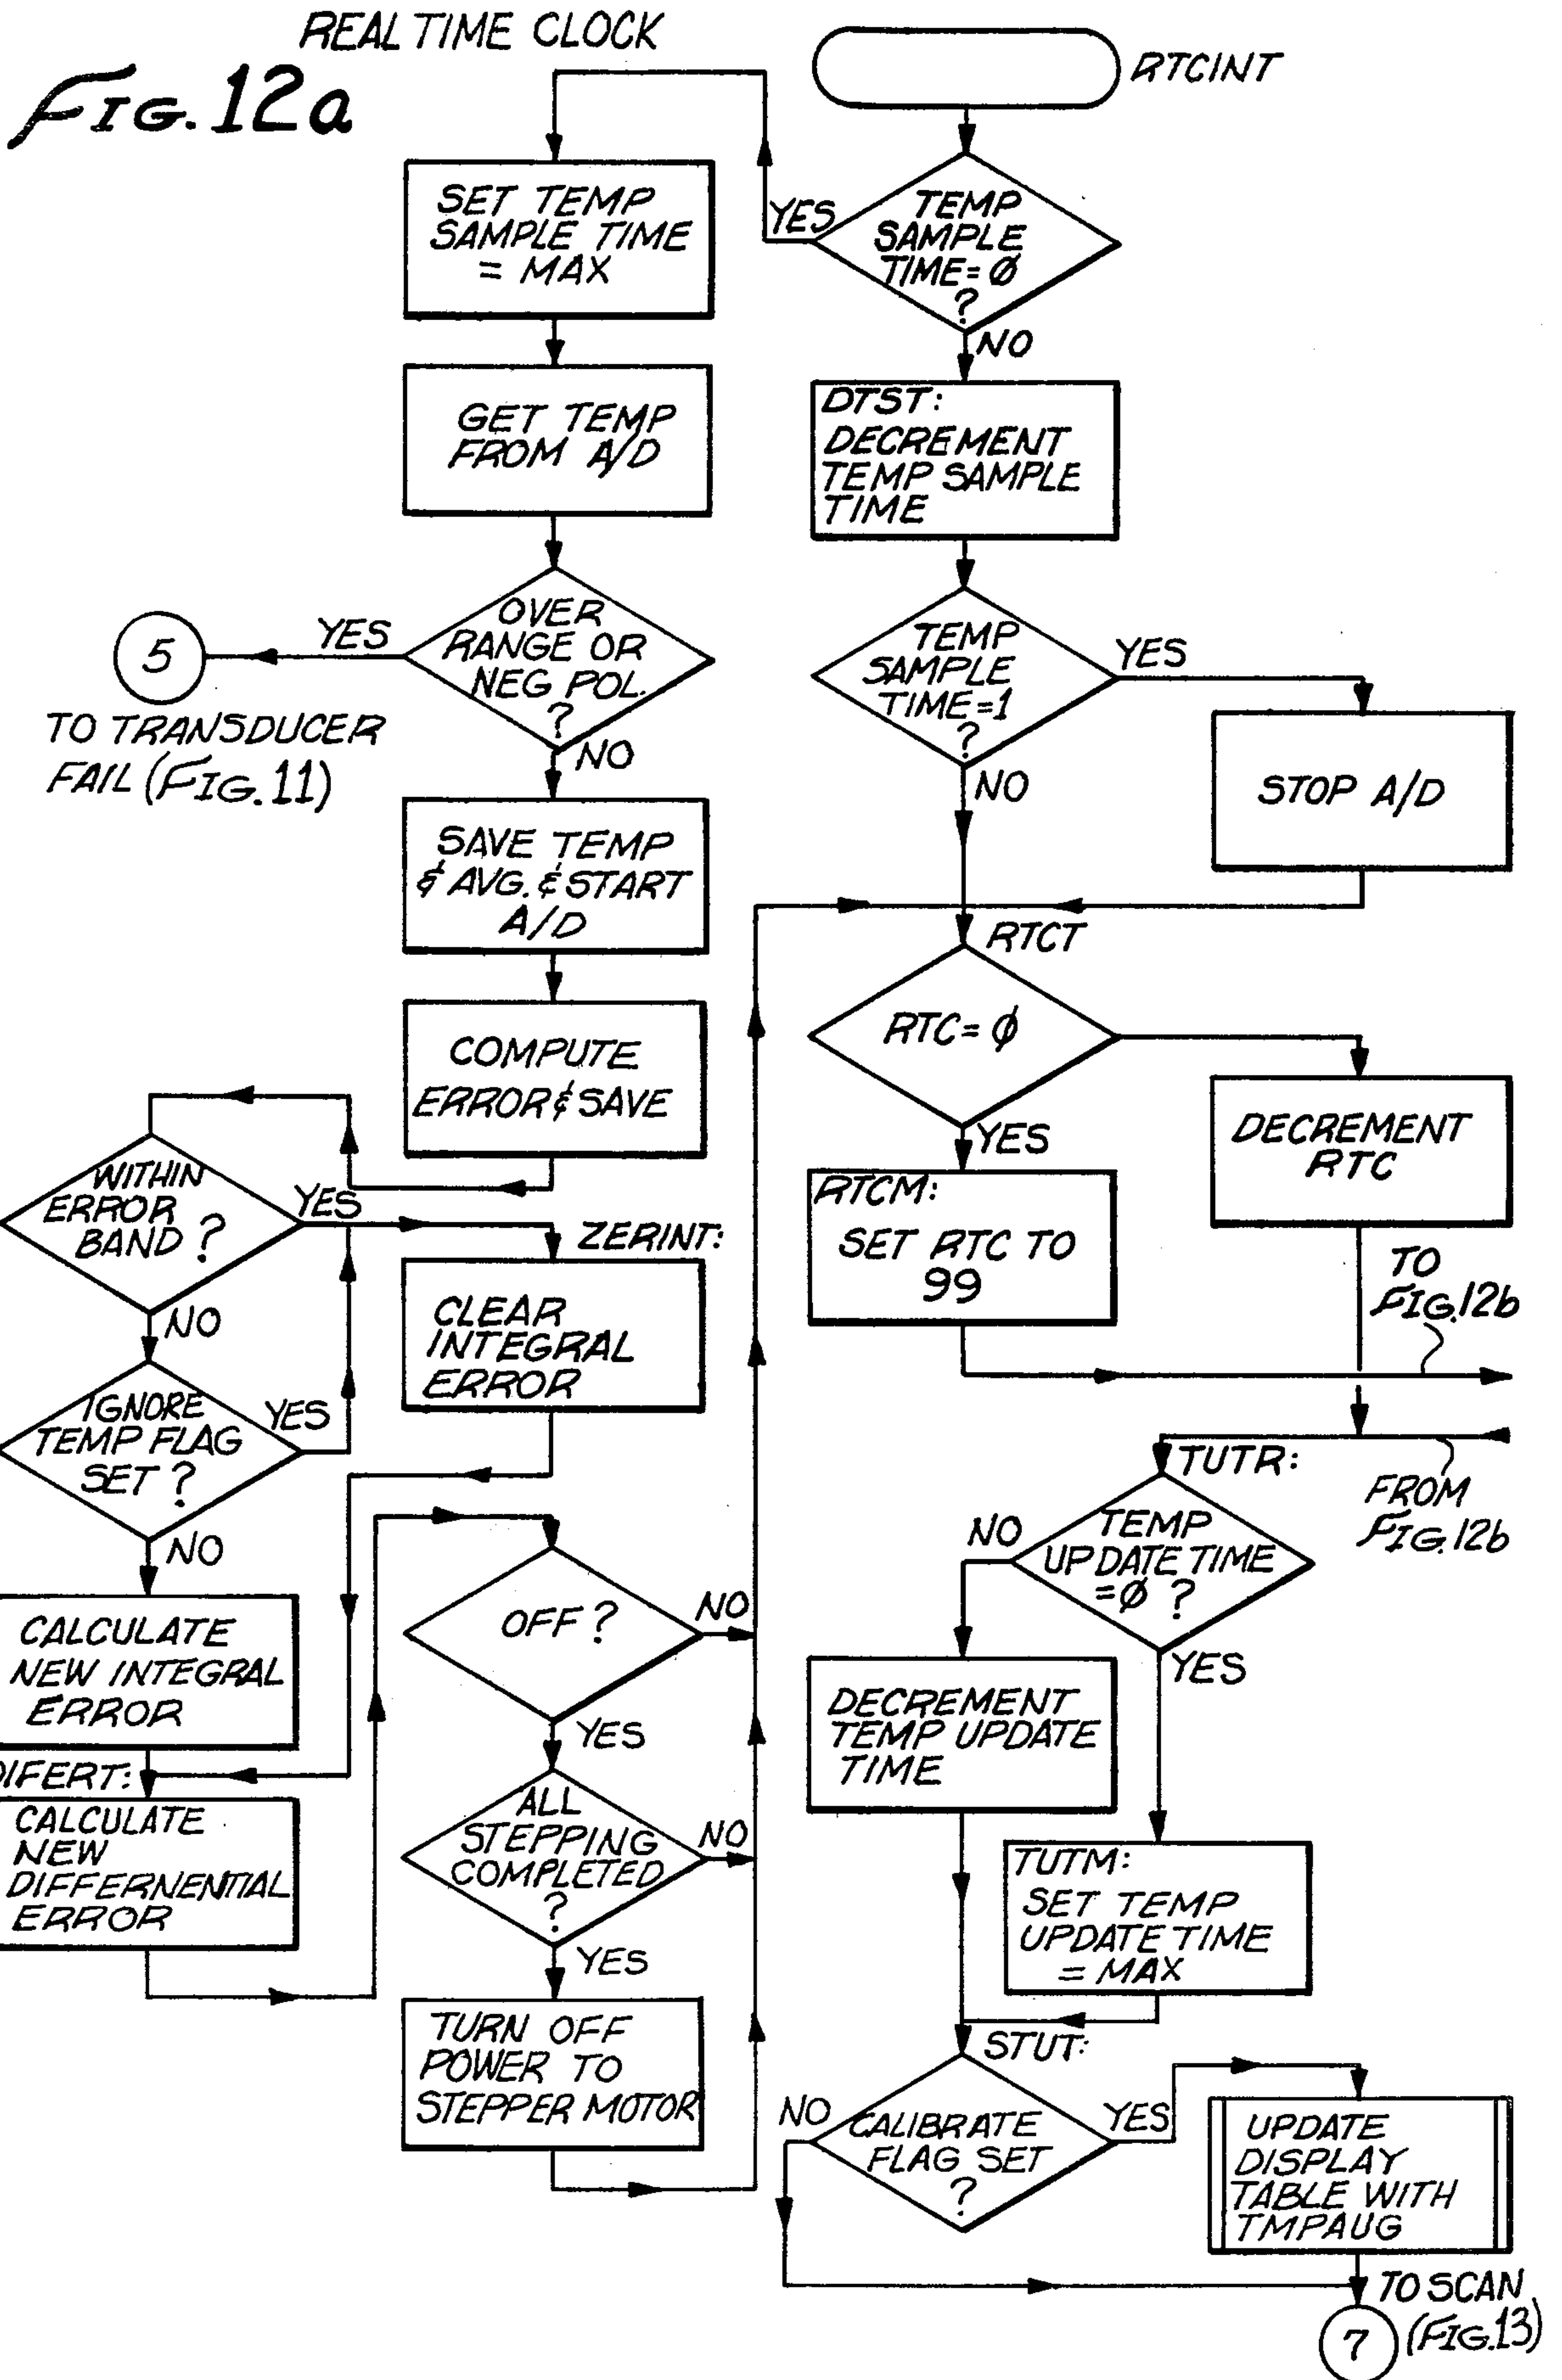 REAL TIME CLOCK
FIG. 12a
RTCINT
TEMP
SAMPLE
TIME=Ø
?
YES
NO
SET TEMP
SAMPLE TIME
= MAX
GET TEMP
FROM A/D
OVER
RANGE OR
NEG POL.
?
YES
5
TO TRANSDUCER
FAIL (FIG. 11)
NO
SAVE TEMP
& AVG. & START
A/D
COMPUTE
ERROR & SAVE
WITHIN
ERROR
BAND ?
YES
NO
ZERINT:
CLEAR
INTEGRAL
ERROR
IGNORE
TEMP FLAG
SET ?
YES
NO
CALCULATE
NEW INTEGRAL
ERROR
DIFERT:
CALCULATE
NEW
DIFFERNENTIAL
ERROR
OFF ?
NO
YES
ALL
STEPPING
COMPLETED
?
NO
YES
TURN OFF
POWER TO
STEPPER MOTOR
DTST:
DECREMENT
TEMP SAMPLE
TIME
TEMP
SAMPLE
TIME=1
?
YES
NO
STOP A/D
RTCT
RTC= Ø
YES
DECREMENT
RTC
RTCM:
SET RTC TO
99
TO
FIG. 12b
FROM
FIG. 12b
TUTR:
TEMP
UPDATE TIME
=Ø ?
NO
YES
DECREMENT
TEMP UPDATE
TIME
TUTM:
SET TEMP
UPDATE TIME
= MAX
STUT:
CALIBRATE
FLAG SET
?
NO
YES
UPDATE
DISPLAY
TABLE WITH
TMPAUG
TO SCAN
(FIG. 13)
7